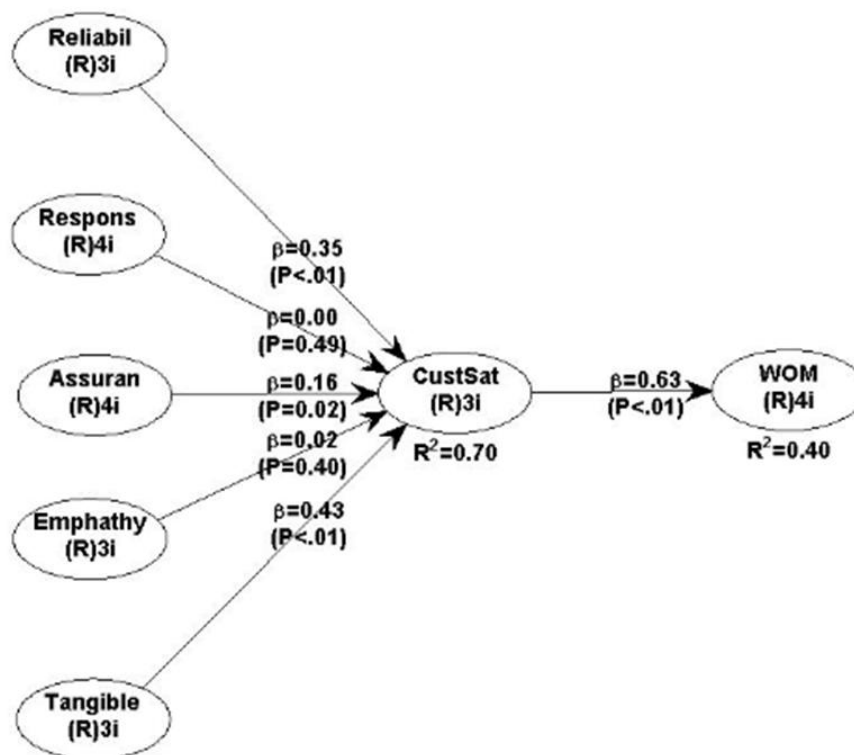 Reliabil
(R)3i
Respons
(R)4i
β=0.35
(P<.01)
β=0.00
(P=0.49)
Assuran
(R)4i
β=0.16
(P=0.02)
CustSat
(R)3i
R²=0.70
β=0.63
(P<.01)
WOM
(R)4i
R²=0.40
β=0.02
(P=0.40)
Emphathy
(R)3i
β=0.43
(P<.01)
Tangible
(R)3i